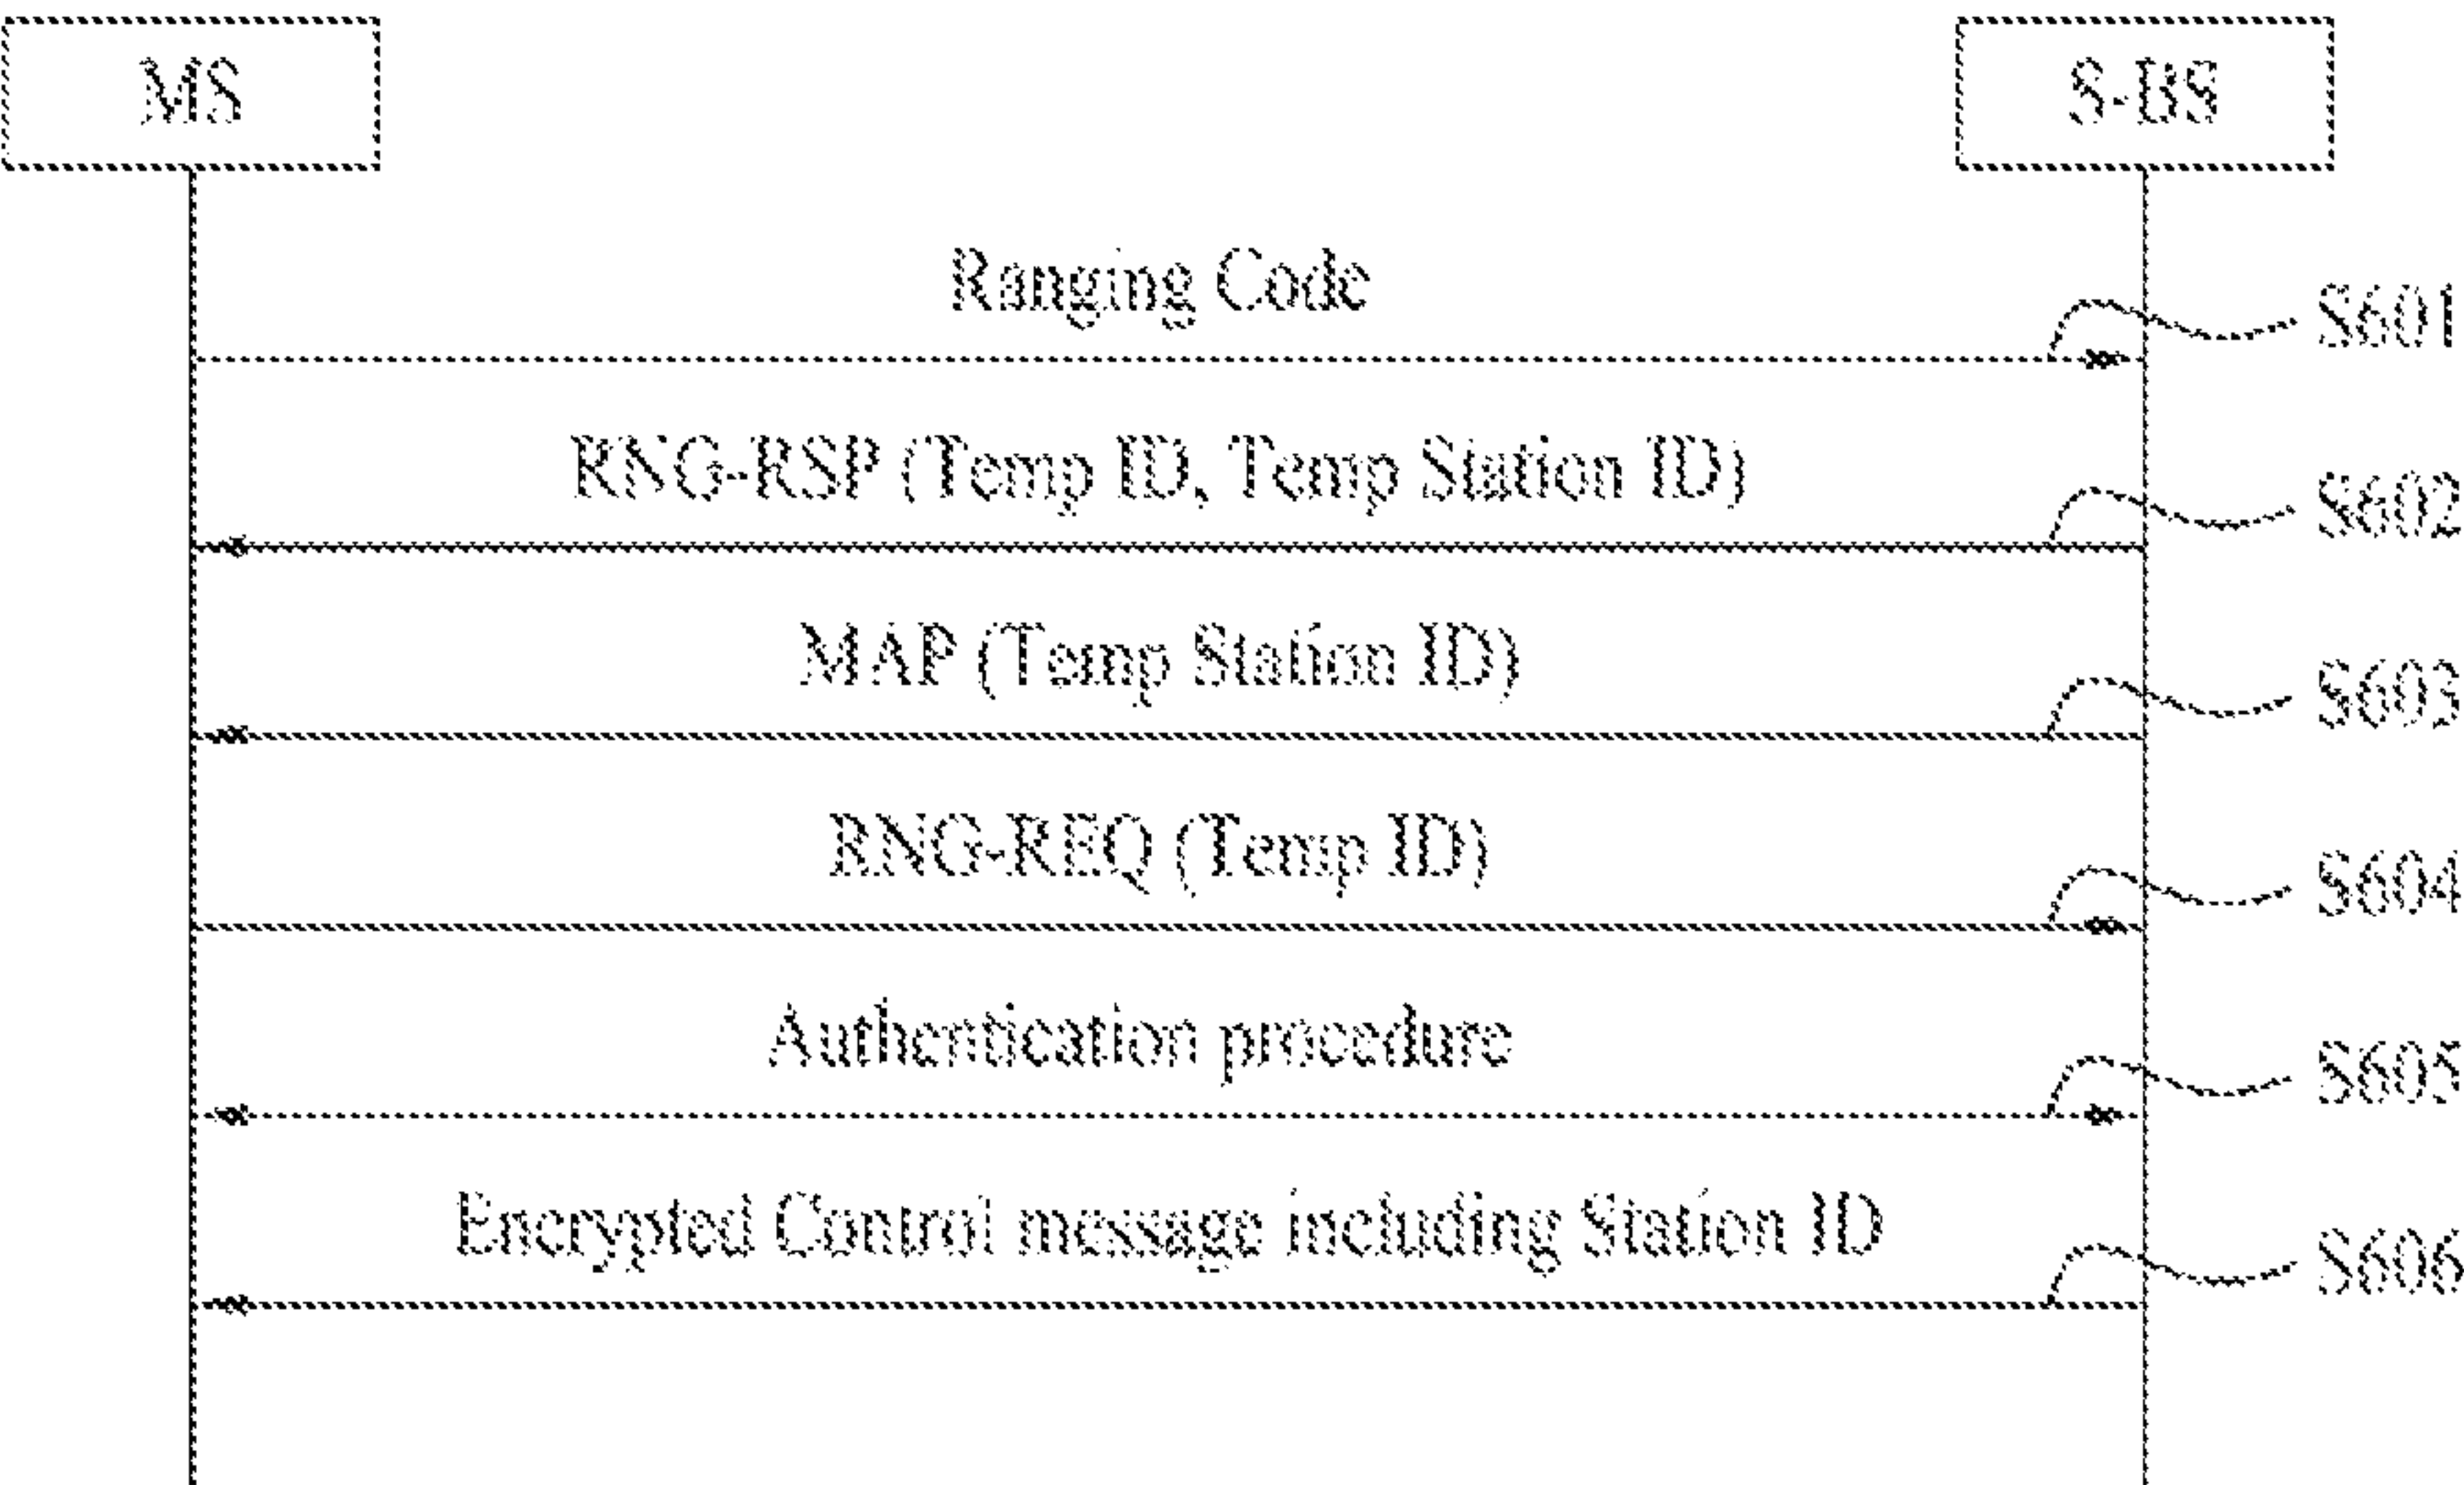 MS
S-BS
Ranging Code
S601
RNG-RSP (Temp ID, Temp Station ID)
S602
MAP (Temp Station ID)
S603
RNG-REQ (Temp ID)
S604
Authentication procedure
S605
Encrypted Control message including Station ID
S606